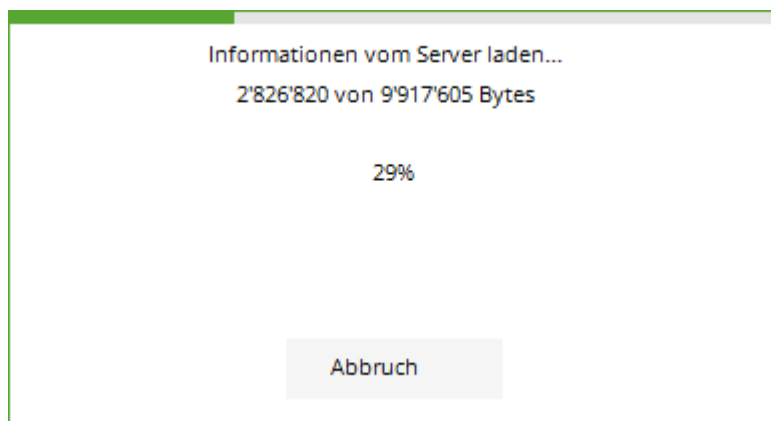 Informationen vom Server laden...
2'826'820 von 9'917'605 Bytes
29%
Abbruch